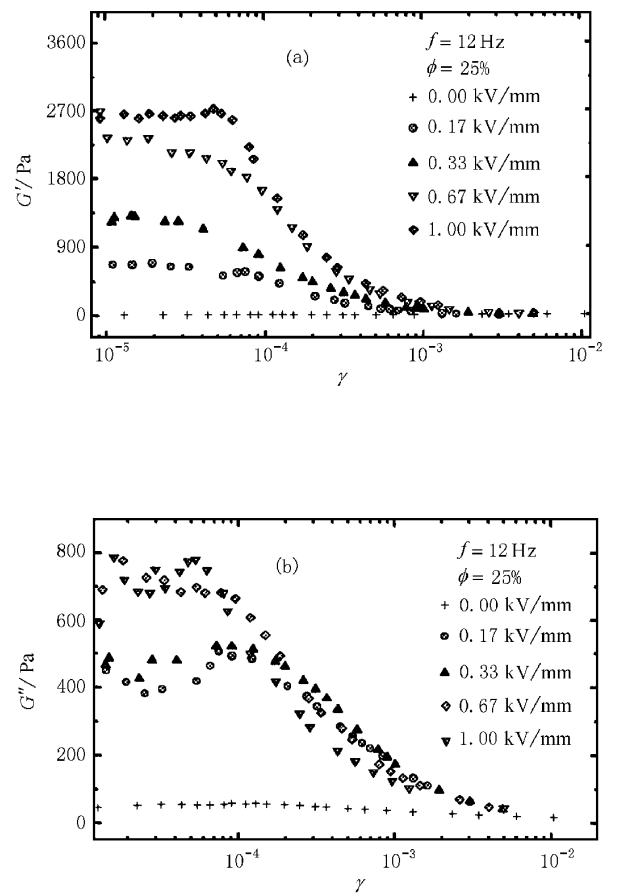 3600
2700
1800
900
0
G′/ Pa
(a)
f = 12 Hz
ϕ = 25%
0.00 kV/mm
0.17 kV/mm
0.33 kV/mm
0.67 kV/mm
1.00 kV/mm
10⁻⁵ 10⁻⁴ 10⁻³ 10⁻²
γ
800
600
400
200
0
G″/ Pa
(b)
f = 12 Hz
ϕ = 25%
0.00 kV/mm
0.17 kV/mm
0.33 kV/mm
0.67 kV/mm
1.00 kV/mm
10⁻⁴ 10⁻³ 10⁻²
γ